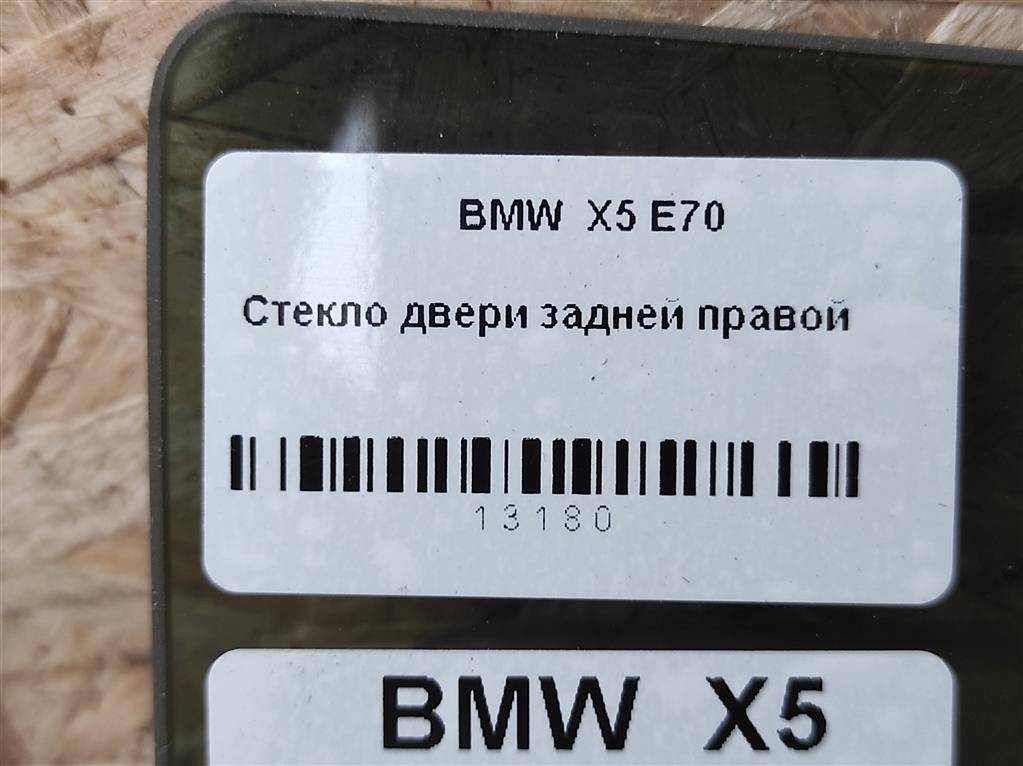 BMW X5 E70
Стекло двери задней правой
13180
BMW X5